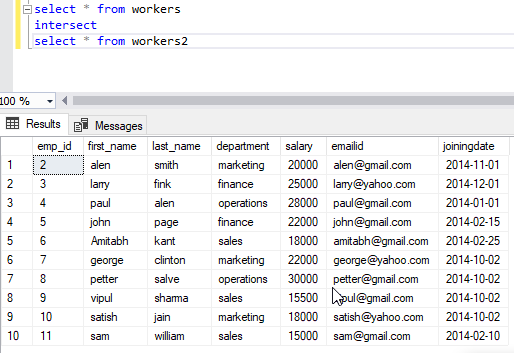 select * from workers
intersect
select * from workers2
100 %
Results Messages
emp_id first_name last_name department salary emailid joiningdate
1 2 alen smith marketing 20000 alen@gmail.com 2014-11-01
2 3 larry fink finance 25000 larry@yahoo.com 2014-12-01
3 4 paul alen operations 28000 paul@gmail.com 2014-01-01
4 5 john page finance 22000 john@gmail.com 2014-02-15
5 6 Amitabh kant sales 18000 amitabh@gmail.com 2014-02-25
6 7 george clinton marketing 22000 george@yahoo.com 2014-10-02
7 8 petter salve operations 30000 petter@gmail.com 2014-10-02
8 9 vipul sharma sales 15500 2014-10-02
9 10 satish jain marketing 18000 satish@yahoo.com 2014-10-02
10 11 sam william sales 15000 sam@gmail.com 2014-02-10